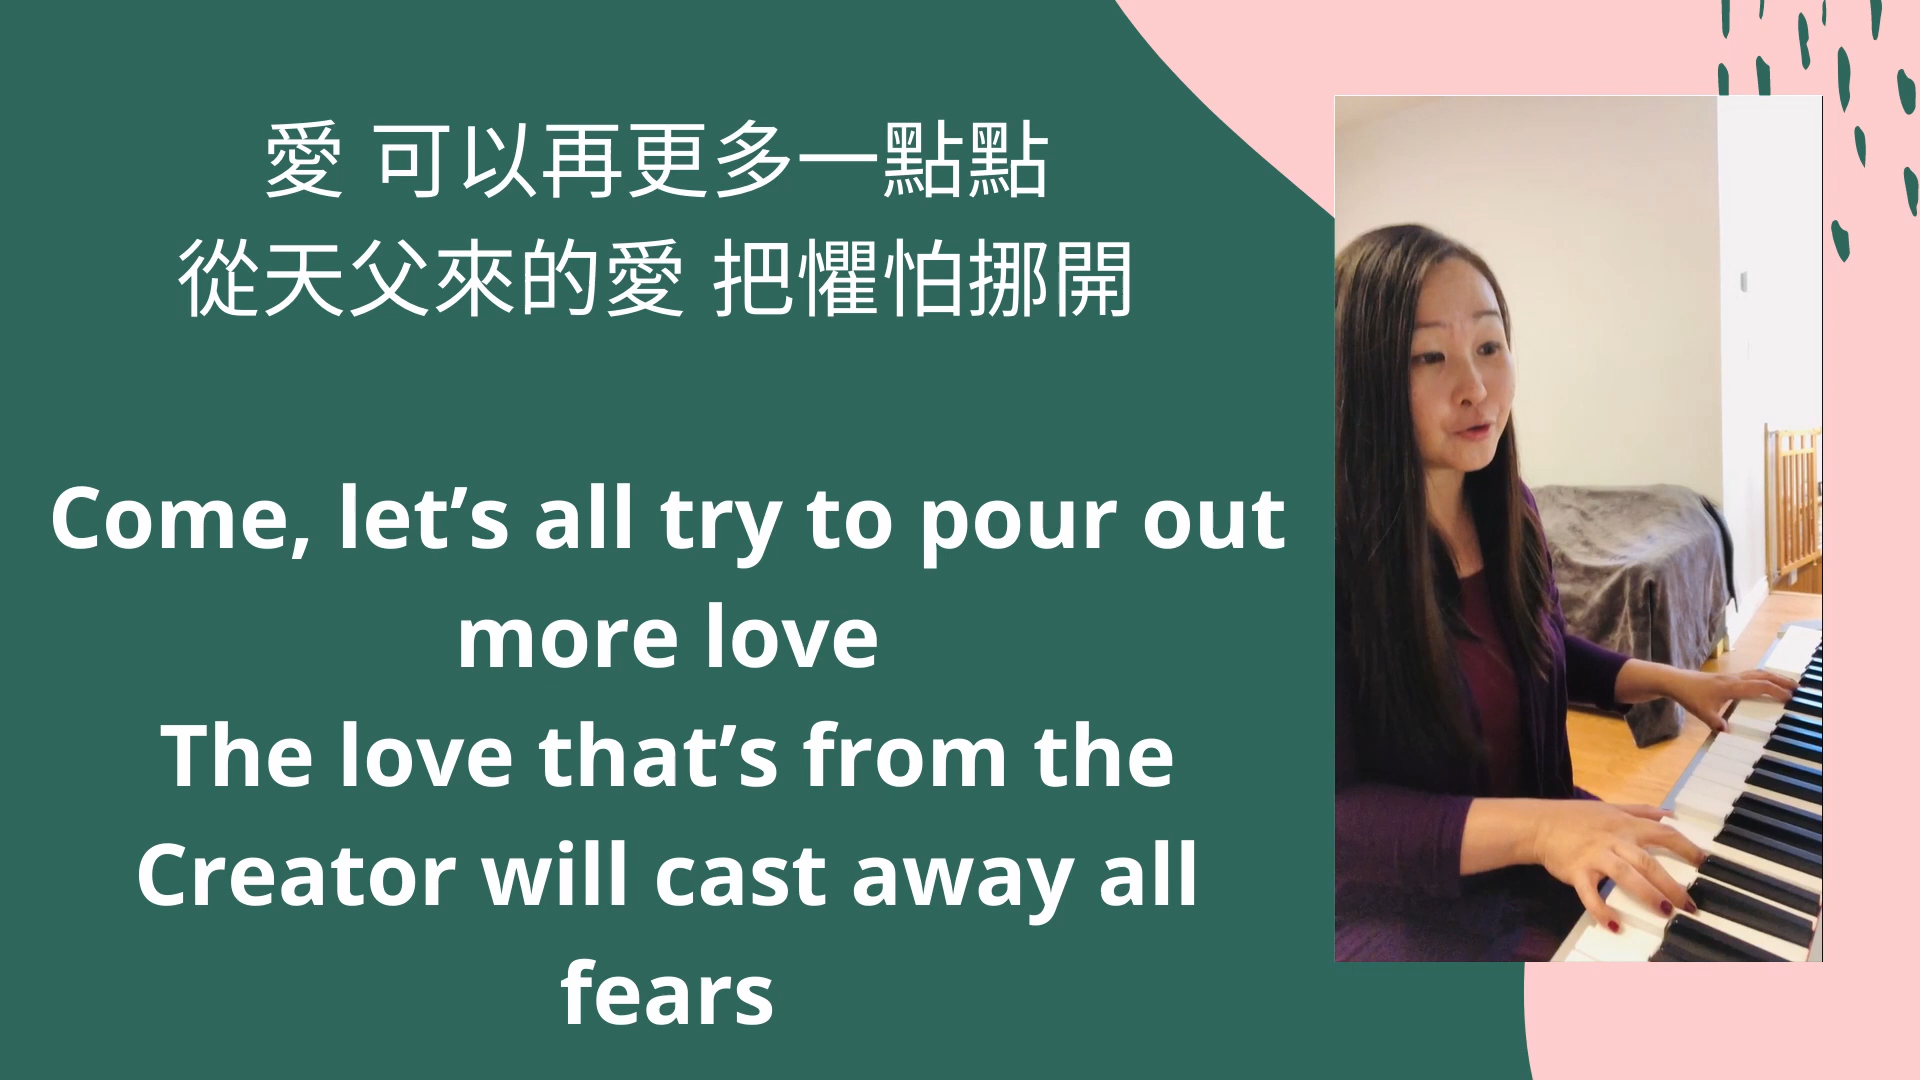 愛 可以再更多一點點
從天父來的愛 把懼怕挪開
Come, let’s all try to pour out
more love
The love that’s from the
Creator will cast away all
fears